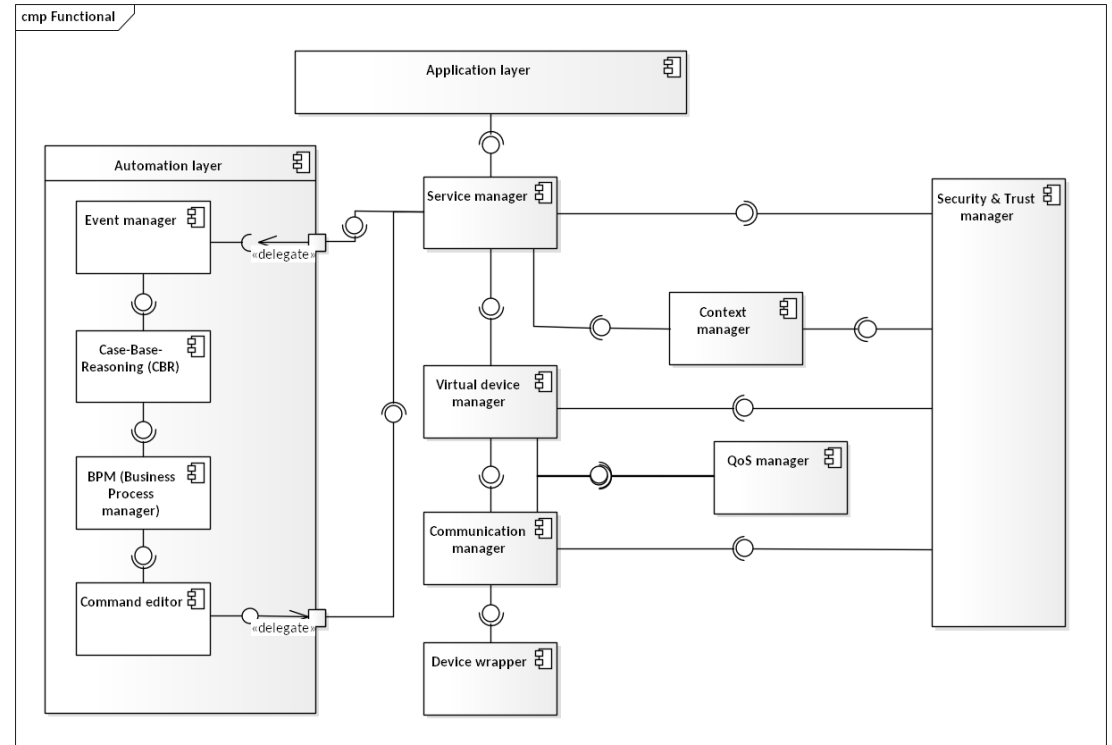 cmp Functional
Application layer
Automation layer
Event manager
«delegate»
Case-Base-
Reasoning (CBR)
BPM (Business
Process
manager)
Command editor
«delegate»
Service manager
Virtual device
manager
Communication
manager
Device wrapper
Context
manager
QoS manager
Security & Trust
manager